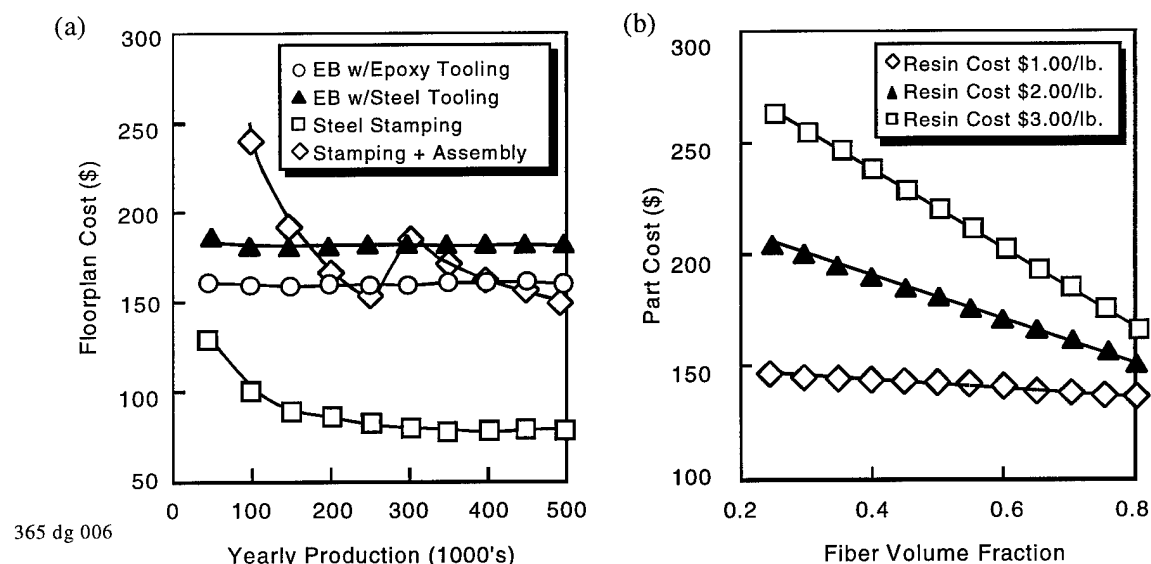 (a)
300
250
200
150
100
50
0
100
200
300
400
500
Floorplan Cost ($)
Yearly Production (1000's)
EB w/Epoxy Tooling
EB w/Steel Tooling
Steel Stamping
Stamping + Assembly
(b)
300
250
200
150
100
0.2
0.4
0.6
0.8
Part Cost ($)
Fiber Volume Fraction
Resin Cost $1.00/lb.
Resin Cost $2.00/lb.
Resin Cost $3.00/lb.
365 dg 006